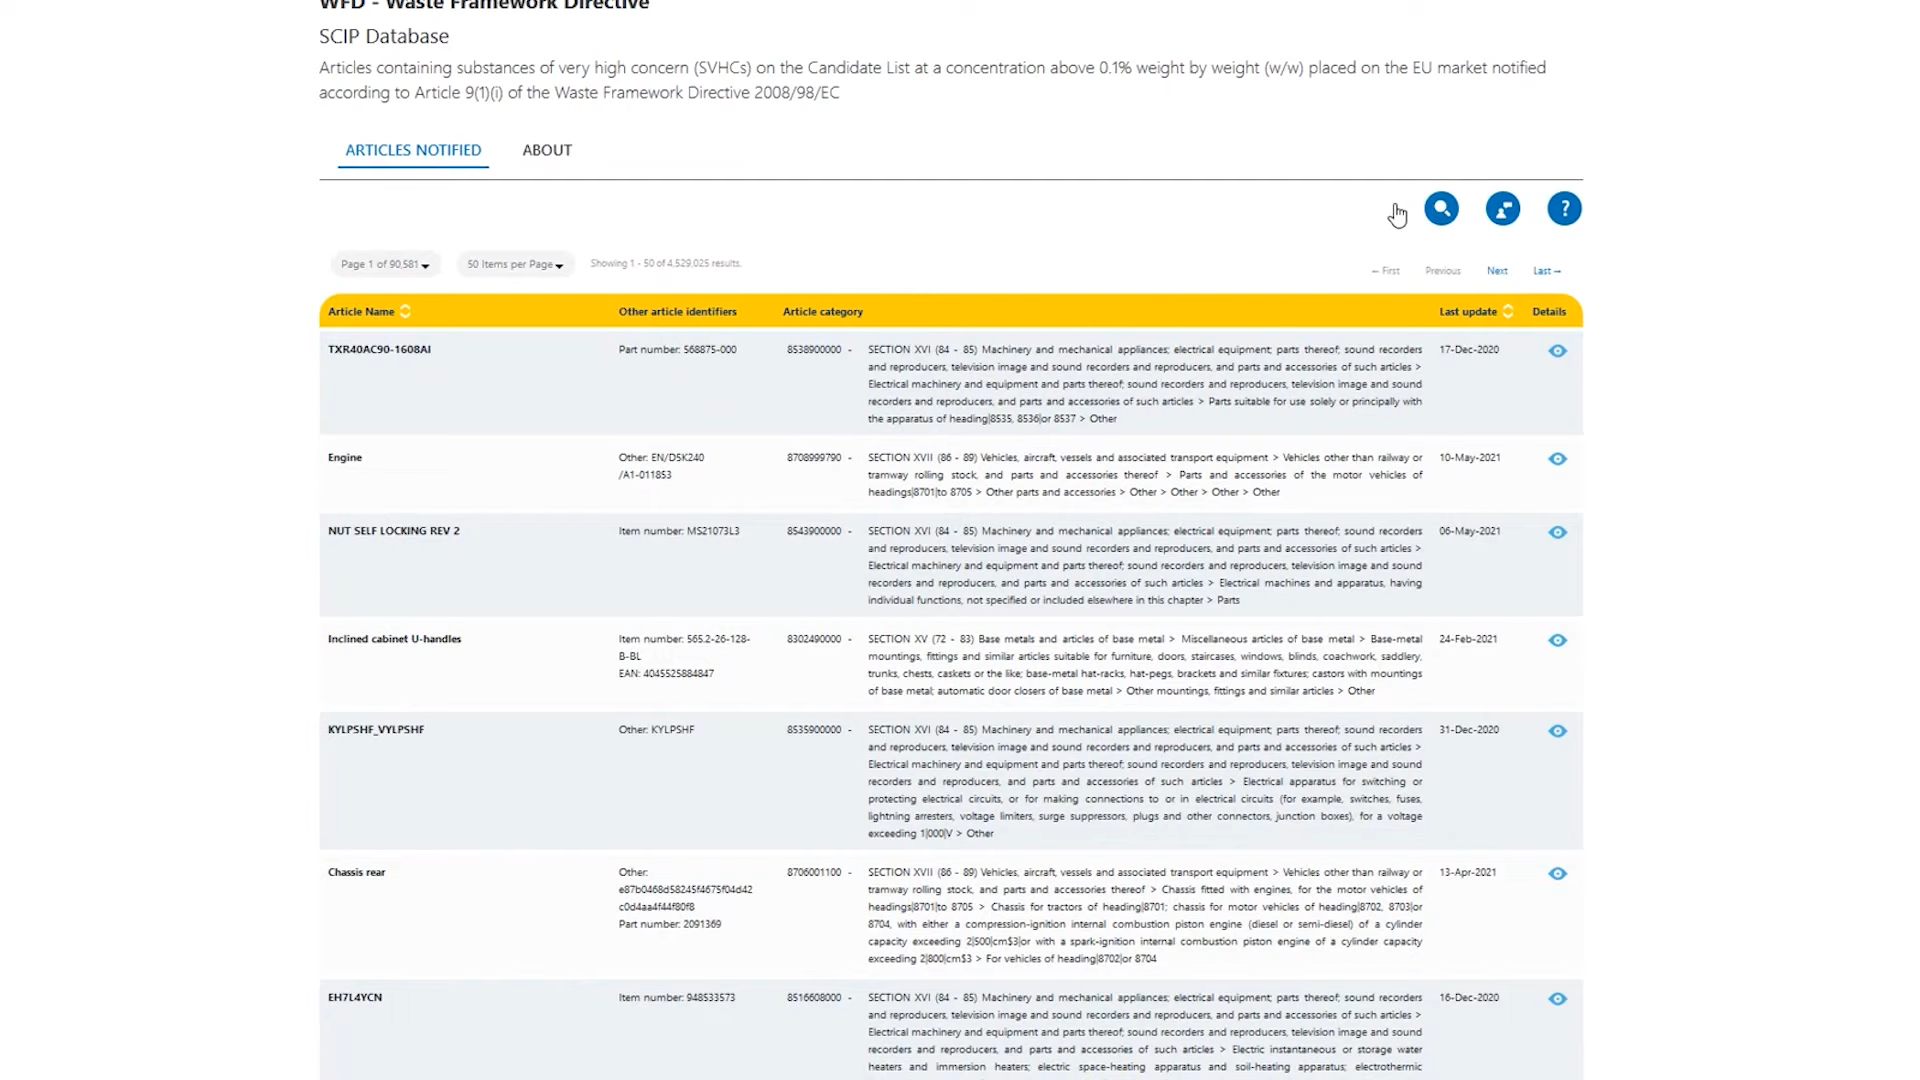 WFD - Waste Framework Directive
SCIP Database
Articles containing substances of very high concern (SVHCs) on the Candidate List at a concentration above 0.1% weight by weight (w/w) placed on the EU market notified
according to Article 9(1)(i) of the Waste Framework Directive 2008/98/EC
ARTICLES NOTIFIED ABOUT
?
Page 1 of 90,581 50 Items per Page Showing 1 - 50 of 4,529,025 results.
← First Previous Next Last →
Article Name Other article identifiers Article category Last update Details
TXR40AC90-1608AI Part number: 568875-000 8538900000 - SECTION XVI (84 - 85) Machinery and mechanical appliances; electrical equipment; parts thereof; sound recorders 17-Dec-2020
and reproducers, television image and sound recorders and reproducers, and parts and accessories of such articles >
Electrical machinery and equipment and parts thereof; sound recorders and reproducers, television image and sound
recorders and reproducers, and parts and accessories of such articles > Parts suitable for use solely or principally with
the apparatus of heading|8535, 8536|or 8537 > Other
Engine Other: EN/D5K240 8708999790 - SECTION XVII (86 - 89) Vehicles, aircraft, vessels and associated transport equipment > Vehicles other than railway or 10-May-2021
/A1-011853 tramway rolling stock, and parts and accessories thereof > Parts and accessories of the motor vehicles of
headings|8701|to 8705 > Other parts and accessories > Other > Other > Other > Other
NUT SELF LOCKING REV 2 Item number: MS21073L3 8543900000 - SECTION XVI (84 - 85) Machinery and mechanical appliances; electrical equipment; parts thereof; sound recorders 06-May-2021
and reproducers, television image and sound recorders and reproducers, and parts and accessories of such articles >
Electrical machinery and equipment and parts thereof; sound recorders and reproducers, television image and sound
recorders and reproducers, and parts and accessories of such articles > Electrical machines and apparatus, having
individual functions, not specified or included elsewhere in this chapter > Parts
Inclined cabinet U-handles Item number: 565.2-26-128- 8302490000 - SECTION XV (72 - 83) Base metals and articles of base metal > Miscellaneous articles of base metal > Base-metal 24-Feb-2021
B-BL mountings, fittings and similar articles suitable for furniture, doors, staircases, windows, blinds, coachwork, saddlery,
EAN: 4045525884847 trunks, chests, caskets or the like; base-metal hat-racks, hat-pegs, brackets and similar fixtures; castors with mountings
of base metal; automatic door closers of base metal > Other mountings, fittings and similar articles > Other
KYLPSHF_VYLPSHF Other: KYLPSHF 8535900000 - SECTION XVI (84 - 85) Machinery and mechanical appliances; electrical equipment; parts thereof; sound recorders 31-Dec-2020
and reproducers, television image and sound recorders and reproducers, and parts and accessories of such articles >
Electrical machinery and equipment and parts thereof; sound recorders and reproducers, television image and sound
recorders and reproducers, and parts and accessories of such articles > Electrical apparatus for switching or
protecting electrical circuits, or for making connections to or in electrical circuits (for example, switches, fuses,
lightning arresters, voltage limiters, surge suppressors, plugs and other connectors, junction boxes), for a voltage
exceeding 1|000|V > Other
Chassis rear Other: 8706001100 - SECTION XVII (86 - 89) Vehicles, aircraft, vessels and associated transport equipment > Vehicles other than railway or 13-Apr-2021
e87b0468d58245f4675f04d42 tramway rolling stock, and parts and accessories thereof > Chassis fitted with engines, for the motor vehicles of
c0d4aa4f44f80f8 headings|8701|to 8705 > Chassis for tractors of heading|8701; chassis for motor vehicles of heading|8702, 8703|or
Part number: 2091369 8704, with either a compression-ignition internal combustion piston engine (diesel or semi-diesel) of a cylinder
capacity exceeding 2|500|cm$3|or with a spark-ignition internal combustion piston engine of a cylinder capacity
exceeding 2|800|cm$3 > For vehicles of heading|8702|or 8704
EH7L4YCN Item number: 948533573 8516608000 - SECTION XVI (84 - 85) Machinery and mechanical appliances; electrical equipment; parts thereof; sound recorders 16-Dec-2020
and reproducers, television image and sound recorders and reproducers, and parts and accessories of such articles >
Electrical machinery and equipment and parts thereof; sound recorders and reproducers, television image and sound
recorders and reproducers, and parts and accessories of such articles > Electric instantaneous or storage water
heaters and immersion heaters; electric space-heating apparatus and soil-heating apparatus; electrothermic